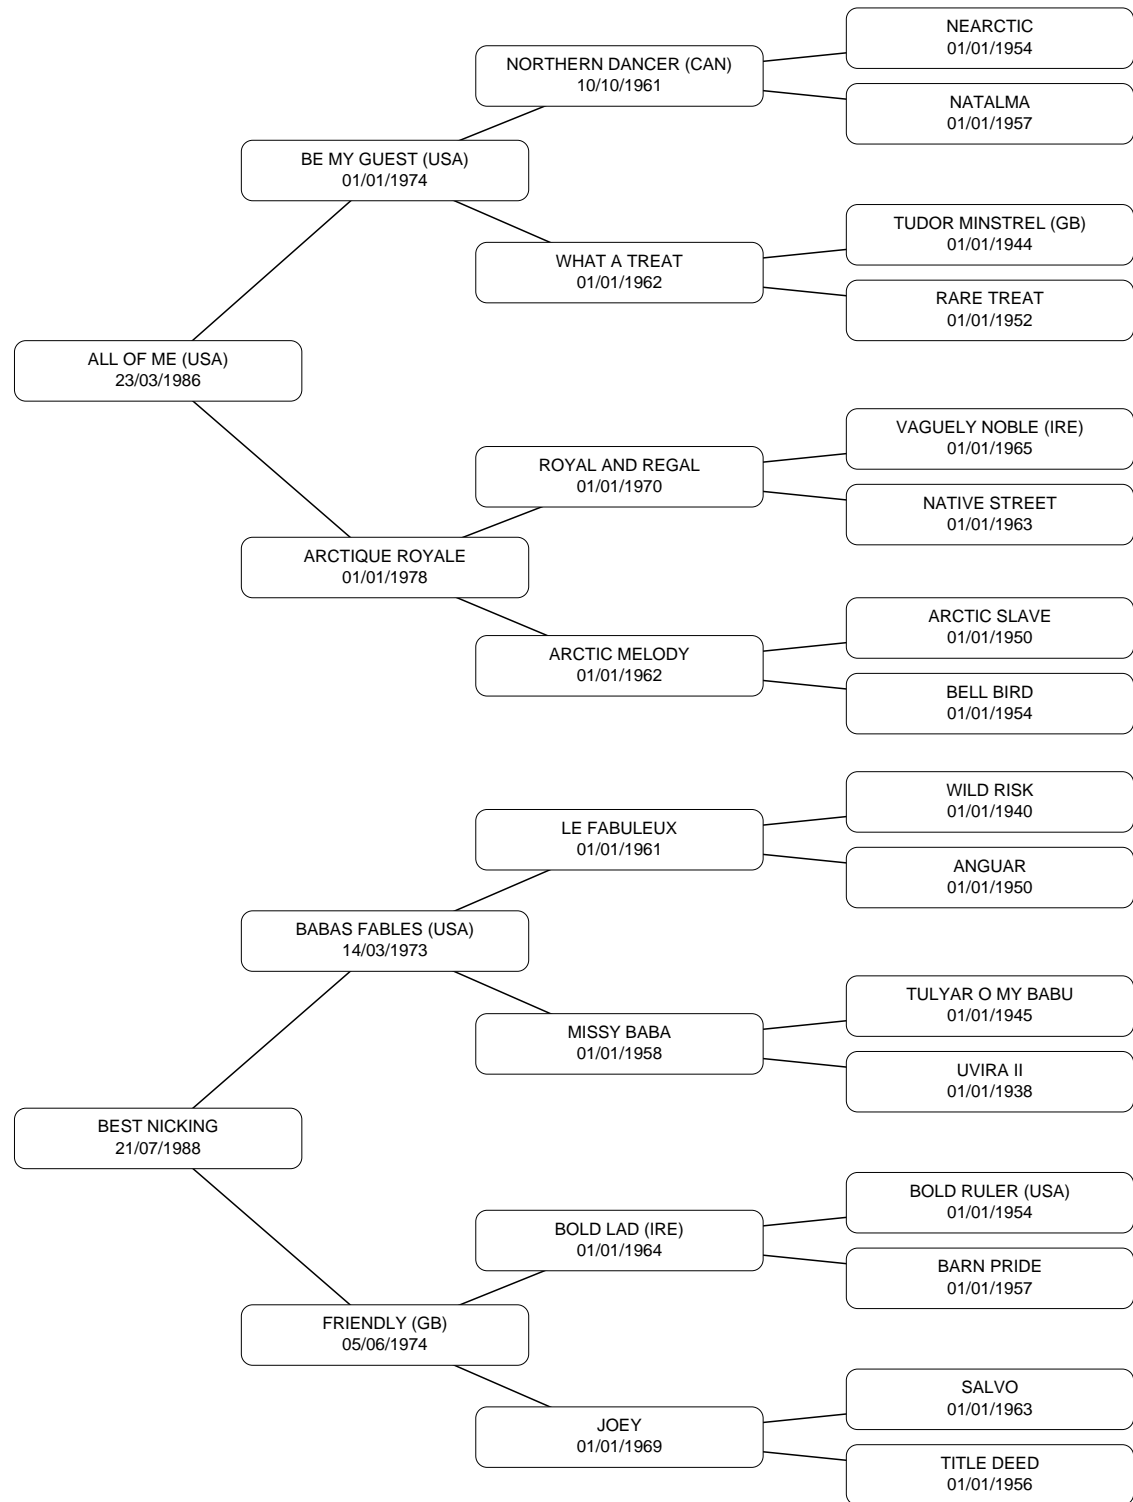 NEARCTIC
01/01/1954
NORTHERN DANCER (CAN)
10/10/1961
NATALMA
01/01/1957
BE MY GUEST (USA)
01/01/1974
TUDOR MINSTREL (GB)
01/01/1944
WHAT A TREAT
01/01/1962
RARE TREAT
01/01/1952
ALL OF ME (USA)
23/03/1986
VAGUELY NOBLE (IRE)
01/01/1965
ROYAL AND REGAL
01/01/1970
NATIVE STREET
01/01/1963
ARCTIQUE ROYALE
01/01/1978
ARCTIC SLAVE
01/01/1950
ARCTIC MELODY
01/01/1962
BELL BIRD
01/01/1954
WILD RISK
01/01/1940
LE FABULEUX
01/01/1961
ANGUAR
01/01/1950
BABAS FABLES (USA)
14/03/1973
TULYAR O MY BABU
01/01/1945
MISSY BABA
01/01/1958
UVIRA II
01/01/1938
BEST NICKING
21/07/1988
BOLD RULER (USA)
01/01/1954
BOLD LAD (IRE)
01/01/1964
BARN PRIDE
01/01/1957
FRIENDLY (GB)
05/06/1974
SALVO
01/01/1963
JOEY
01/01/1969
TITLE DEED
01/01/1956